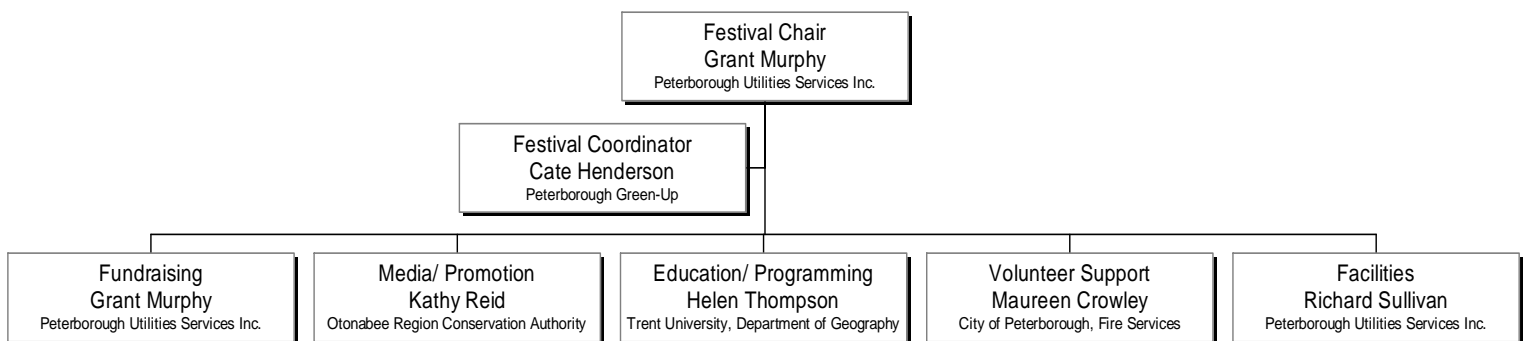 Festival Chair
Grant Murphy
Peterborough Utilities Services Inc.
Festival Coordinator
Cate Henderson
Peterborough Green-Up
Fundraising
Grant Murphy
Peterborough Utilities Services Inc.
Media/ Promotion
Kathy Reid
Otonabee Region Conservation Authority
Education/ Programming
Helen Thompson
Trent University, Department of Geography
Volunteer Support
Maureen Crowley
City of Peterborough, Fire Services
Facilities
Richard Sullivan
Peterborough Utilities Services Inc.